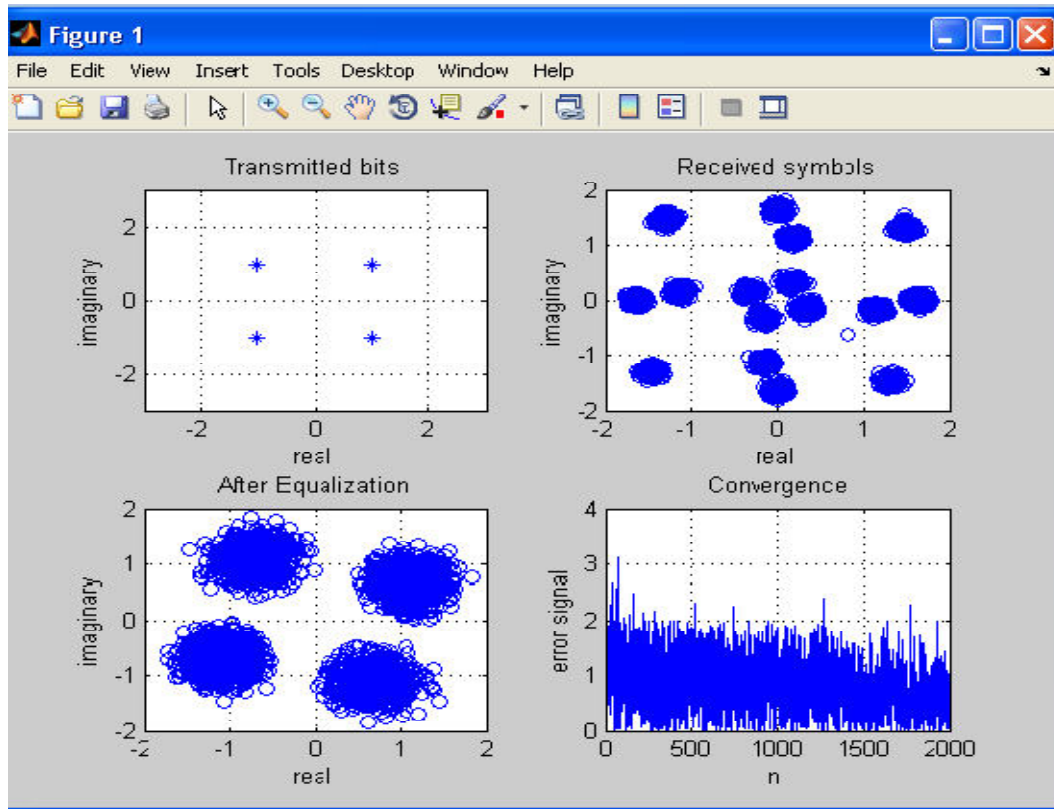 Figure 1
File Edit View Insert Tools Desktop Window Help
Transmitted bits
imaginary
2
0
-2
-2 0 2
real
Received symbols
imaginary
2
1
0
-1
-2
-2 -1 0 1 2
real
After Equalization
imaginary
2
1
0
-1
-2
-2 -1 0 1 2
real
Convergence
error signal
4
3
2
1
0
0 500 1000 1500 2000
n